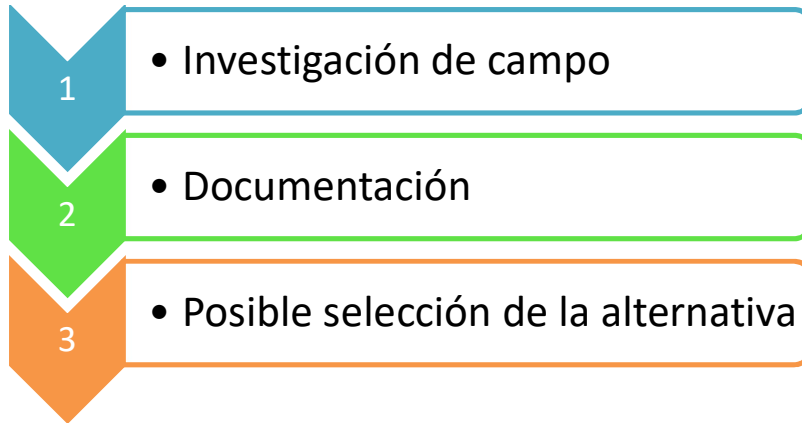 1
• Investigación de campo
2
• Documentación
3
• Posible selección de la alternativa